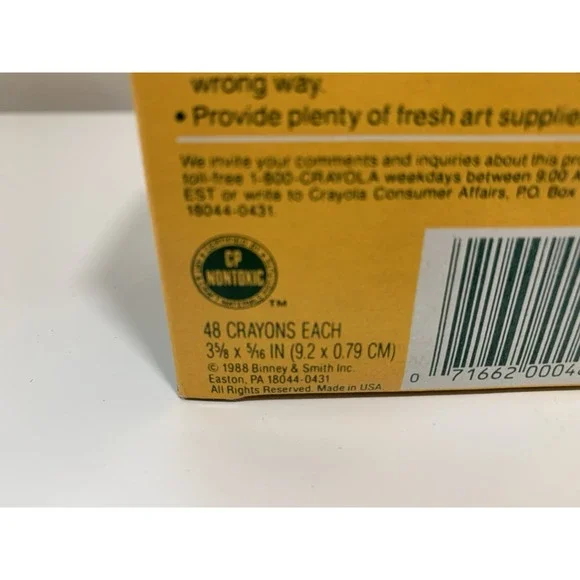 wrong way.
• Provide plenty of fresh art supplie
We invite your comments and inquiries about this pr
toll-free 1-800-CRAYOLA weekdays between 9:00 A
EST or write to Crayola Consumer Affairs, P.O. Box
18044-0431.
CP
NONTOXIC
TM
48 CRAYONS EACH
3⅝ x 5⁄16 IN (9.2 x 0.79 CM)
© 1988 Binney & Smith Inc.
Easton, PA 18044-0431
All Rights Reserved. Made in USA.
0 71662 00048